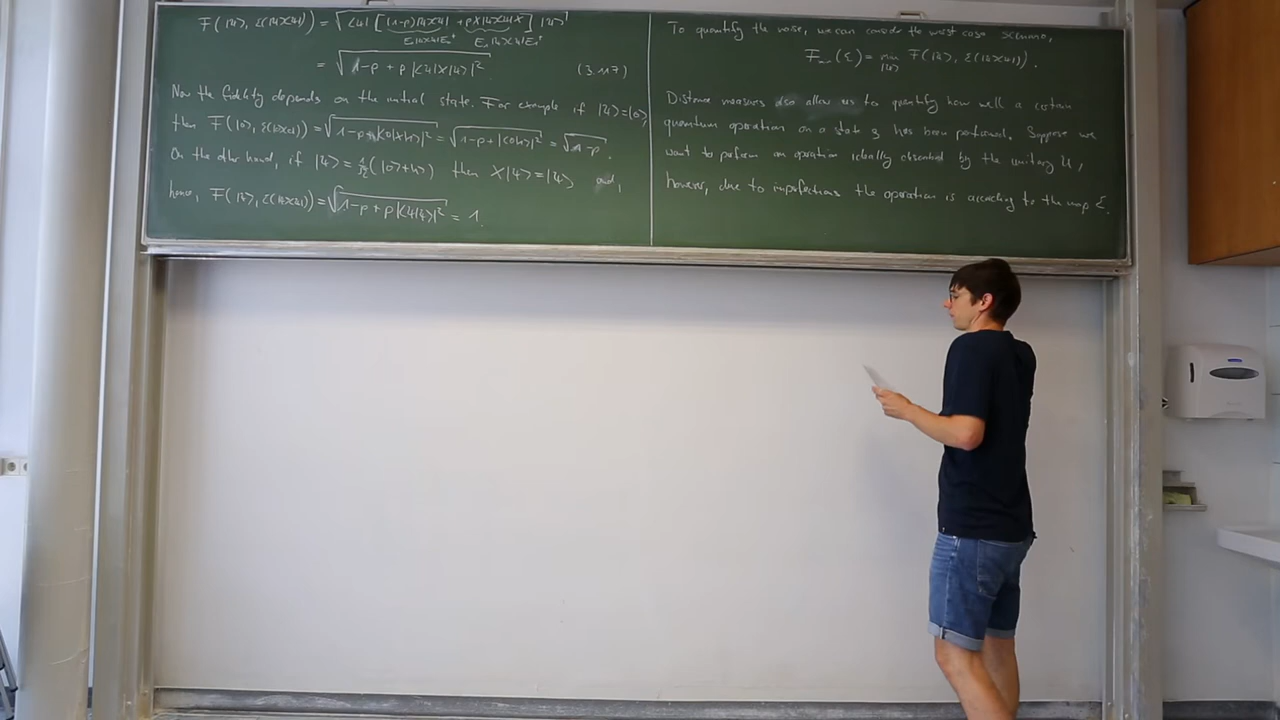 F(|ψ>, ε(|ψ><ψ|)) = √(<ψ| [(1-p)|ψ><ψ| + pX|ψ><ψ|X] |ψ>)
= √(1-p + p |<ψ|X|ψ>|²) (3.117)
Now the fidelity depends on the initial state. For example if |ψ> = |0>,
then F(|0>, ε(|0><0|)) = √(1-p+p|<0|X|0>|²) = √(1-p+|<0|1>|²) = √(1-p).
On the other hand, if |ψ> = 1/√2 (|0>+|1>) then X|ψ> = |ψ> and,
hence, F(|ψ>, ε(|ψ><ψ|)) = √(1-p + p|<ψ|ψ>|²) = 1.
To quantify the noise, we can consider the worst case scenario,
(ε) = min F(|ψ>, ε(|ψ><ψ|)).
|ψ>
Distance measures also allow us to quantify how well a certain
quantum operation on a state ρ has been performed. Suppose we
want to perform an operation ideally described by the unitary U,
however, due to imperfections the operation is according to the map ε.